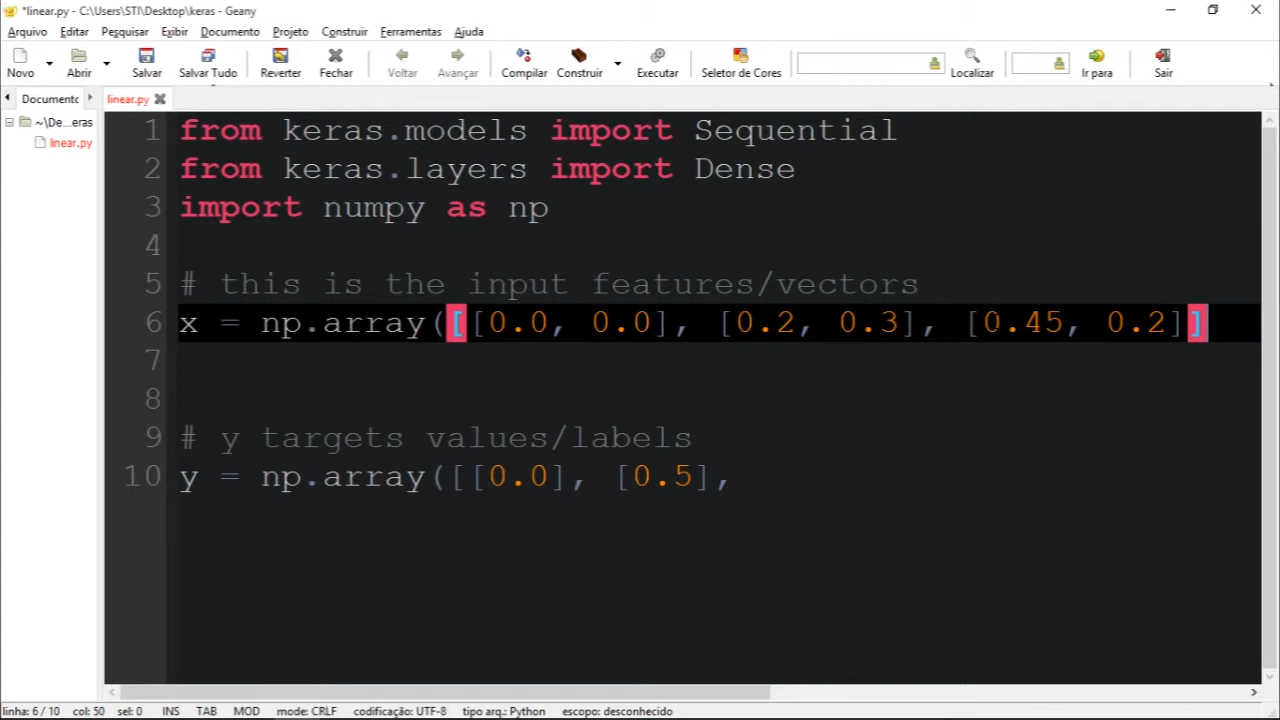 *linear.py - C:\Users\STI\Desktop\keras - Geany
Arquivo Editar Pesquisar Exibir Documento Projeto Construir Ferramentas Ajuda
Novo Abrir Salvar Salvar Tudo Reverter Fechar Voltar Avançar Compilar Construir Executar Seletor de Cores Localizar Ir para Sair
Documentc linear.py
~\De...eras
linear.py
1 from keras.models import Sequential
2 from keras.layers import Dense
3 import numpy as np
4
5 # this is the input features/vectors
6 x = np.array([[0.0, 0.0], [0.2, 0.3], [0.45, 0.2]]
7
8
9 # y targets values/labels
10 y = np.array([[0.0], [0.5],
linha: 6 / 10 col: 50 sel: 0 INS TAB MOD mode: CRLF codificação: UTF-8 tipo arq.: Python escopo: desconhecido